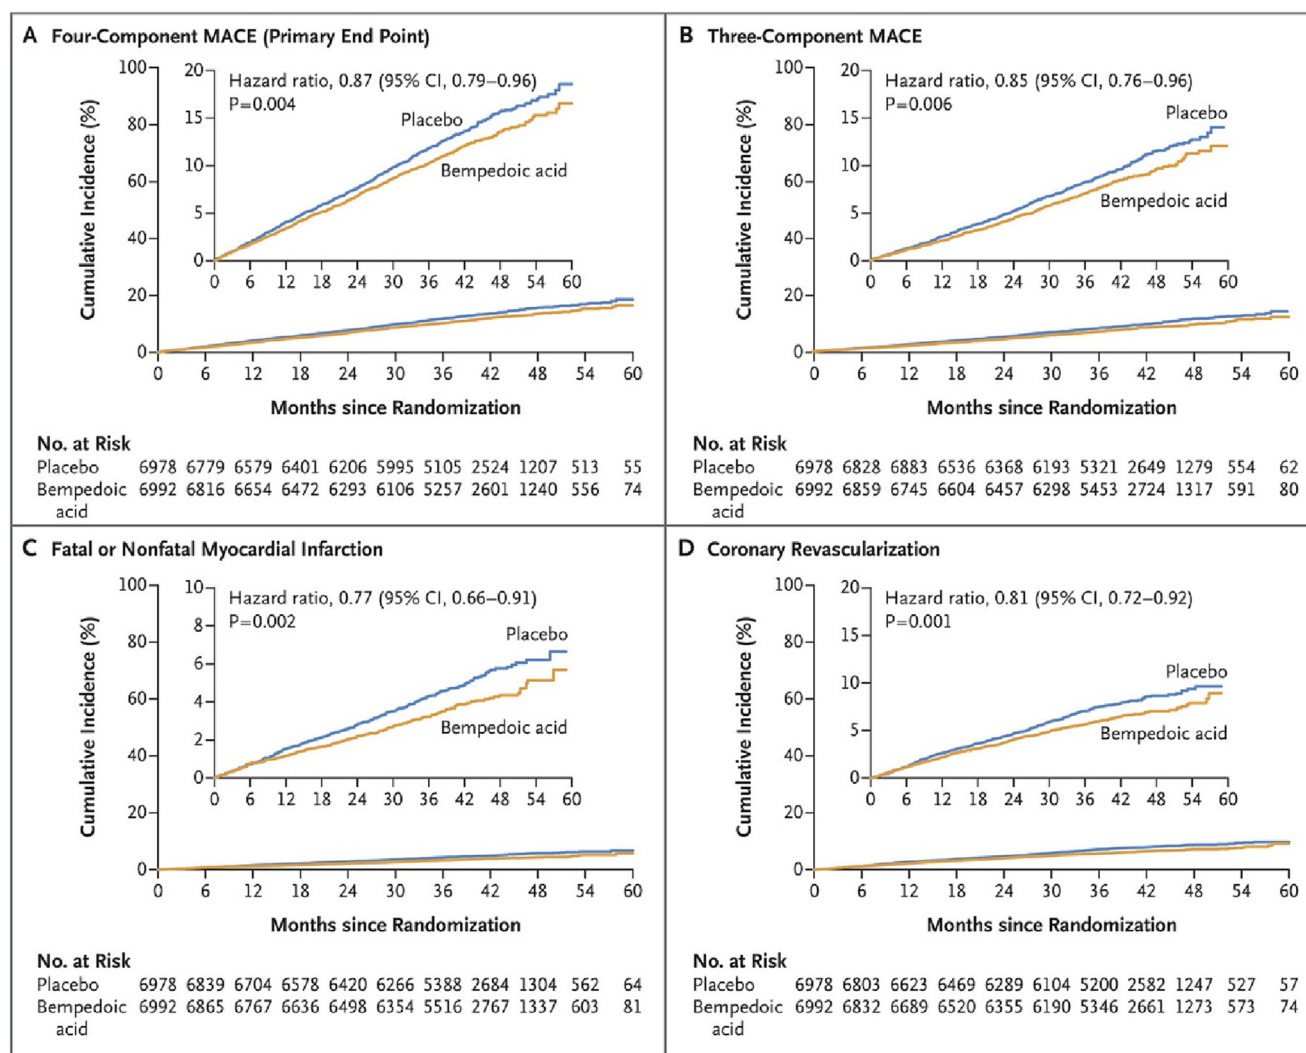 A Four-Component MACE (Primary End Point)
Cumulative Incidence (%)
100
80
60
40
20
0
20
15
10
5
0
Hazard ratio, 0.87 (95% CI, 0.79–0.96)
P=0.004
Placebo
Bempedoic acid
0 6 12 18 24 30 36 42 48 54 60
0 6 12 18 24 30 36 42 48 54 60
Months since Randomization
No. at Risk
Placebo 6978 6779 6579 6401 6206 5995 5105 2524 1207 513 55
Bempedoic 6992 6816 6654 6472 6293 6106 5257 2601 1240 556 74
acid
B Three-Component MACE
Cumulative Incidence (%)
100
80
60
40
20
0
20
15
10
5
0
Hazard ratio, 0.85 (95% CI, 0.76–0.96)
P=0.006
Placebo
Bempedoic acid
0 6 12 18 24 30 36 42 48 54 60
0 6 12 18 24 30 36 42 48 54 60
Months since Randomization
No. at Risk
Placebo 6978 6828 6883 6536 6368 6193 5321 2649 1279 554 62
Bempedoic 6992 6859 6745 6604 6457 6298 5453 2724 1317 591 80
acid
C Fatal or Nonfatal Myocardial Infarction
Cumulative Incidence (%)
100
80
60
40
20
0
10
8
6
4
2
0
Hazard ratio, 0.77 (95% CI, 0.66–0.91)
P=0.002
Placebo
Bempedoic acid
0 6 12 18 24 30 36 42 48 54 60
0 6 12 18 24 30 36 42 48 54 60
Months since Randomization
No. at Risk
Placebo 6978 6839 6704 6578 6420 6266 5388 2684 1304 562 64
Bempedoic 6992 6865 6767 6636 6498 6354 5516 2767 1337 603 81
acid
D Coronary Revascularization
Cumulative Incidence (%)
100
80
60
40
20
0
20
15
10
5
0
Hazard ratio, 0.81 (95% CI, 0.72–0.92)
P=0.001
Placebo
Bempedoic acid
0 6 12 18 24 30 36 42 48 54 60
0 6 12 18 24 30 36 42 48 54 60
Months since Randomization
No. at Risk
Placebo 6978 6803 6623 6469 6289 6104 5200 2582 1247 527 57
Bempedoic 6992 6832 6689 6520 6355 6190 5346 2661 1273 573 74
acid